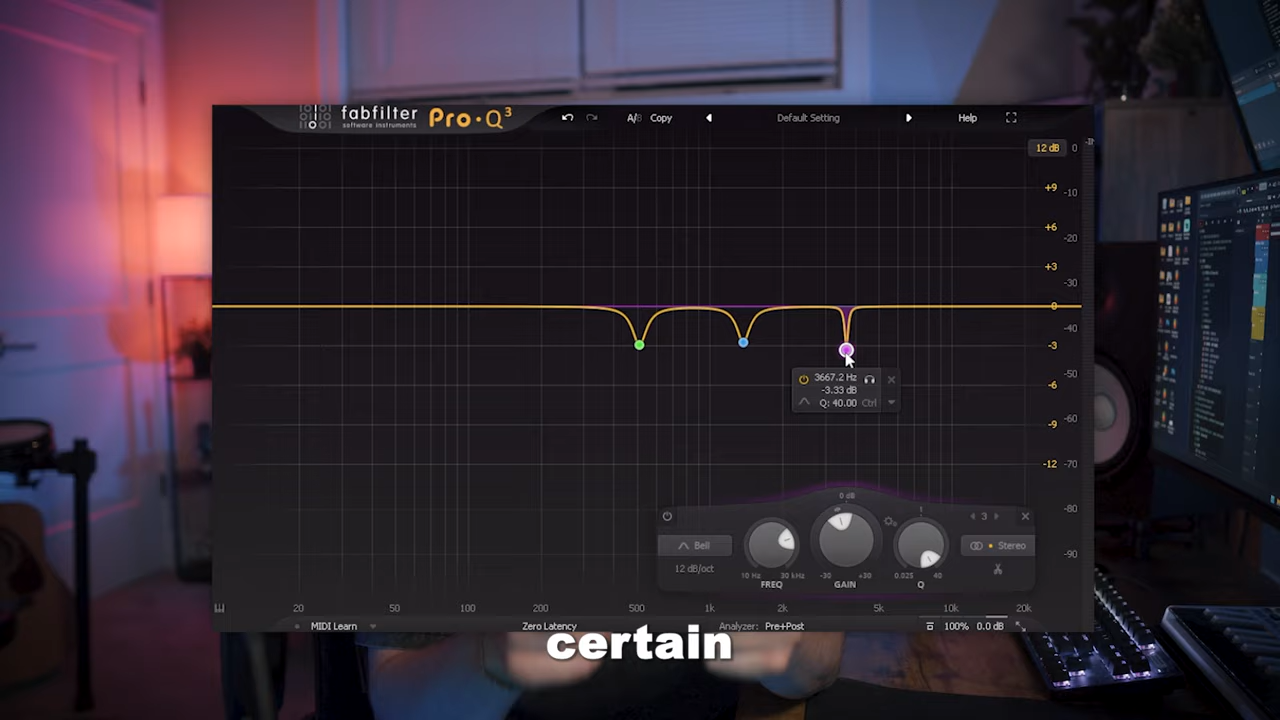 fabfilter Pro·Q³
software instruments
A/B Copy Default Setting Help
12 dB 0
+9 -10
+6 -20
+3 -30
0 -40
-3 -50
-6 -60
-9
-12 -70
-80
-90
3667.2 Hz
-3.33 dB
Q: 40.00 Ctrl
0 dB
3
Bell
12 dB/oct
Stereo
10 Hz 30 kHz -30 +30 0.025 40
FREQ GAIN Q
20 50 100 200 500 1k 2k 5k 10k 20k
MIDI Learn Zero Latency Analyzer: Pre+Post 100% 0.0 dB
certain